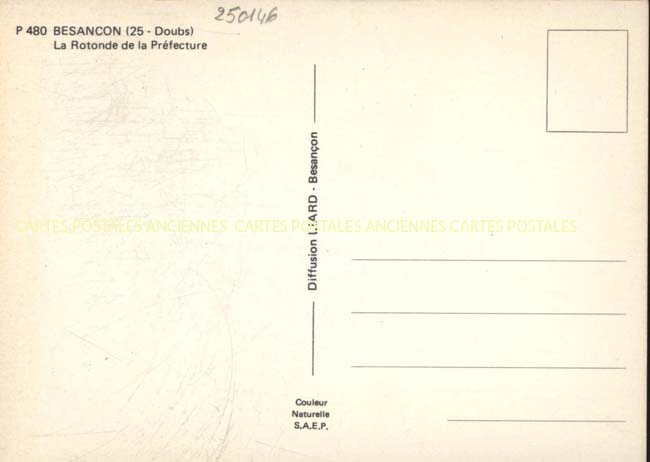 250146
P 480 BESANCON (25 - Doubs)
La Rotonde de la Préfecture
Diffusion - Besançon
CARTES POSTALES ANCIENNES CARTES POSTALES ANCIENNES CARTES POSTALES
Couleur
Naturelle
S.A.E.P.